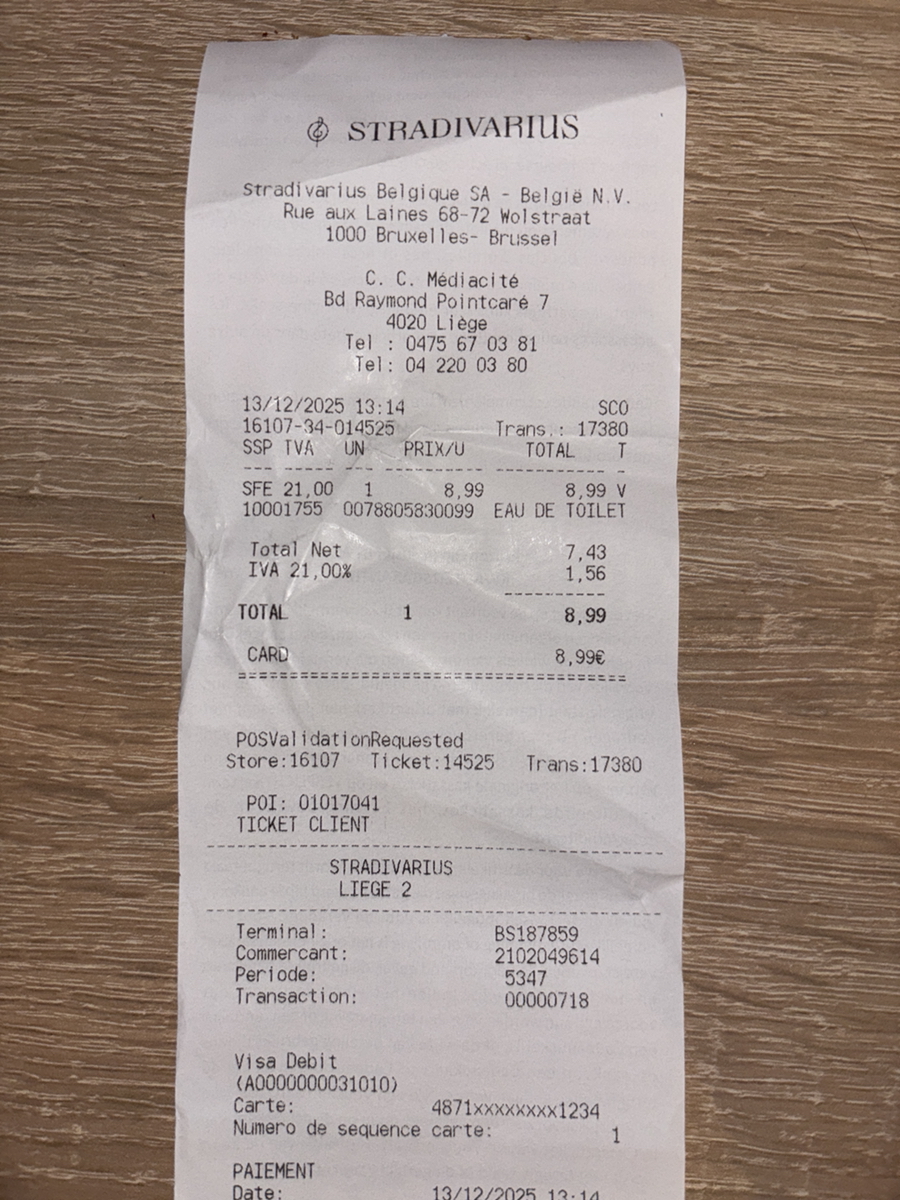 STRADIVARIUS
Stradivarius Belgique SA - België N.V.
Rue aux Laines 68-72 Wolstraat
1000 Bruxelles- Brussel
C. C. Médiacité
Bd Raymond Pointcaré 7
4020 Liège
Tel : 0475 67 03 81
Tel: 04 220 03 80
13/12/2025 13:14 SCO
16107-34-014525 Trans.: 17380
SSP TVA UN PRIX/U TOTAL T
--- ------ --- --------- ----------- -
SFE 21,00 1 8,99 8,99 V
10001755 0078805830099 EAU DE TOILET
Total Net 7,43
IVA 21,00% 1,56
----------
TOTAL 1 8,99
CARD 8,99€
=====================================
POSValidationRequested
Store:16107 Ticket:14525 Trans:17380
POI: 01017041
TICKET CLIENT
--------------------------------------------
STRADIVARIUS
LIEGE 2
--------------------------------------------
Terminal: BS187859
Commercant: 2102049614
Periode: 5347
Transaction: 00000718
Visa Debit
(A0000000031010)
Carte: 4871xxxxxxxx1234
Numero de sequence carte: 1
PAIEMENT
Date: 13/12/2025 13:14